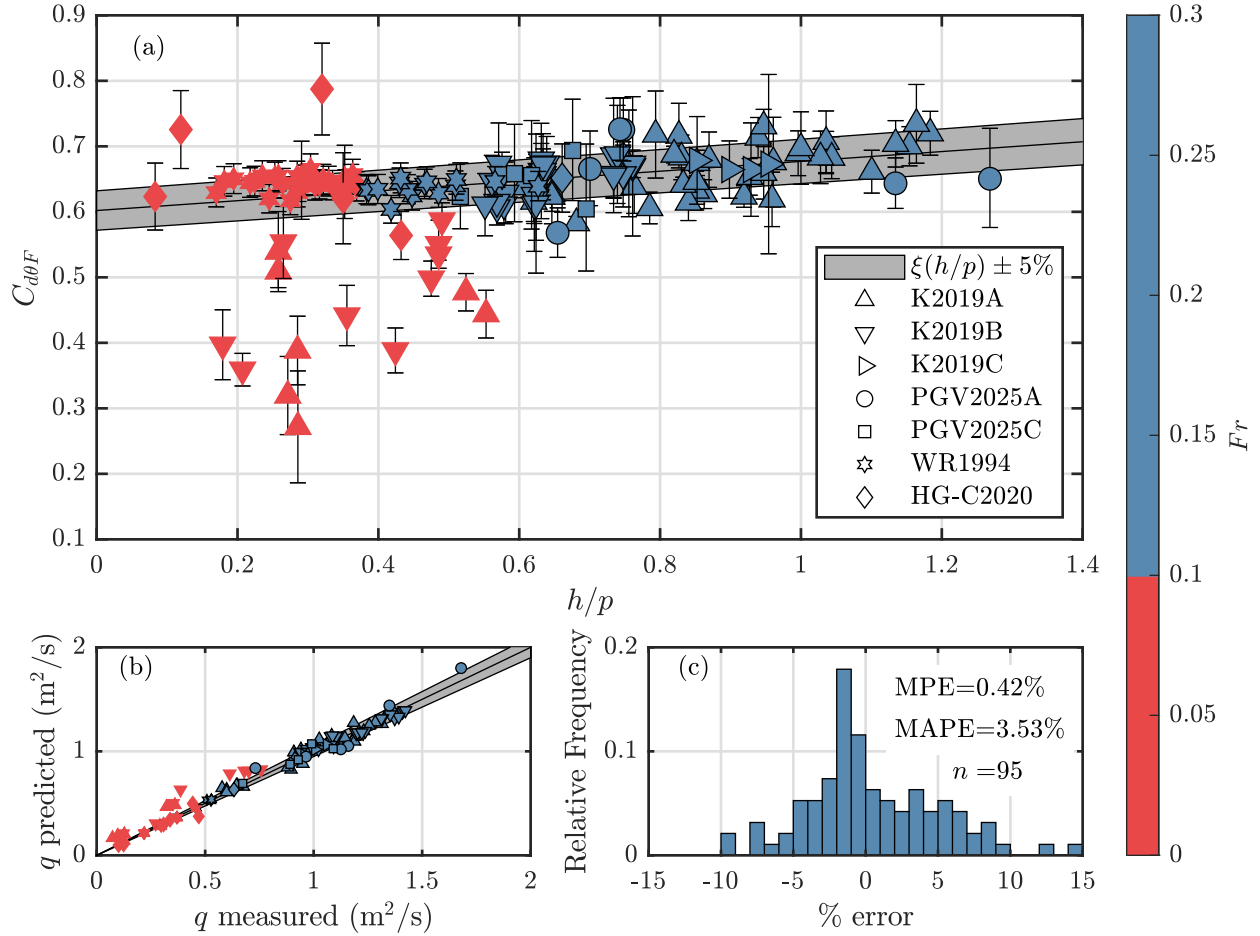 (a)
0.9
0.8
0.7
0.6
0.5
0.4
0.3
0.2
0.1
C_{dθF}
0 0.2 0.4 0.6 0.8 1 1.2 1.4
h/p
ξ(h/p) ± 5%
K2019A
K2019B
K2019C
PGV2025A
PGV2025C
WR1994
HG-C2020
0.3
0.25
0.2
0.15
0.1
0.05
0
Fr
(b)
2
1
0
q predicted (m²/s)
0 0.5 1 1.5 2
q measured (m²/s)
(c)
0.2
0.1
0
Relative Frequency
MPE=0.42%
MAPE=3.53%
n =95
-15 -10 -5 0 5 10 15
% error